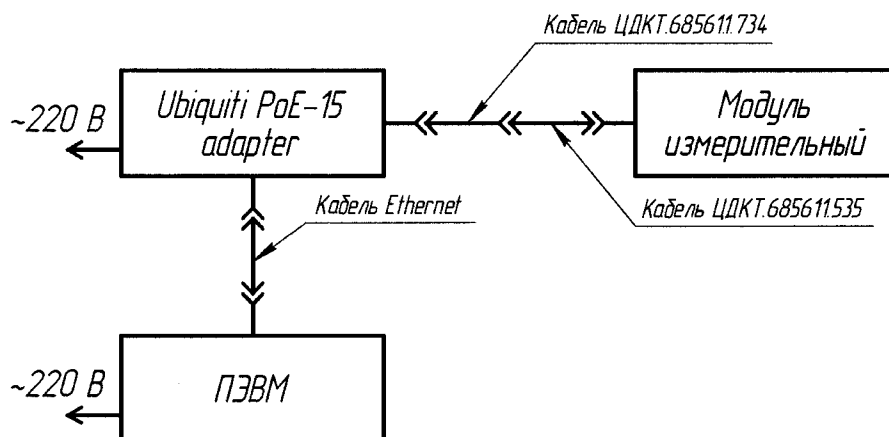 Кабель ЦДКТ.685611.734
~220 В
Ubiquiti PoE-15
adapter
Модуль
измерительный
Кабель Ethernet
Кабель ЦДКТ.685611.535
~220 В
ПЭВМ